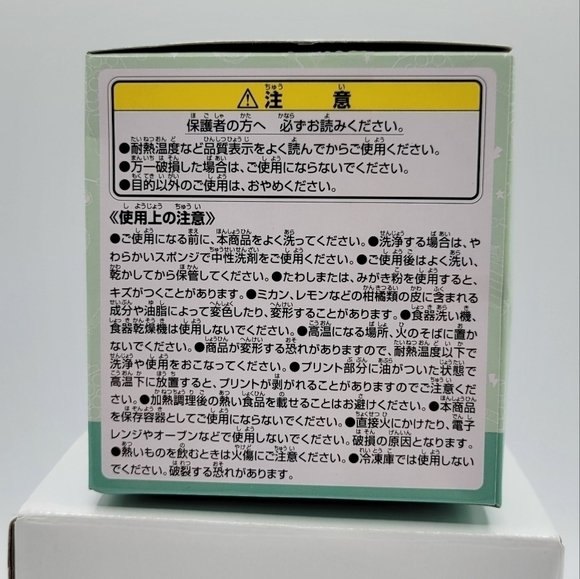 ⚠注意
保護者の方へ 必ずお読みください。
●耐熱温度など品質表示をよく読んでからご使用ください。
●万一破損した場合は、ご使用にならないでください。
●目的以外のご使用は、おやめください。
《使用上の注意》
●ご使用になる前に、本商品をよく洗ってください。●洗浄する場合は、や
わらかいスポンジで中性洗剤をご使用ください。●ご使用後はよく洗い、
乾かしてから保管してください。●たわしまたは、みがき粉を使用すると、
キズがつくことがあります。●ミカン、レモンなどの柑橘類の皮に含まれる
成分や油脂によって変色したり、変形することがあります。●食器洗い機、
食器乾燥機は使用しないでください。●高温になる場所、火のそばに置か
ないでください。●商品が変形する恐れがありますので、耐熱温度以下で
洗浄や使用をおこなってください。●プリント部分に油がついた状態で
高温下に放置すると、プリントが剥がれることがありますのでご注意くだ
さい。●加熱調理後の熱い食品を載せることはお避けください。●本商品
を保存容器としてご使用にならないでください。●直接火にかけたり、電子
レンジやオーブンなどで使用しないでください。破損の原因となります。
●熱いものを飲むときは火傷にご注意ください。●冷凍庫では使用しない
でください。破裂する恐れがあります。